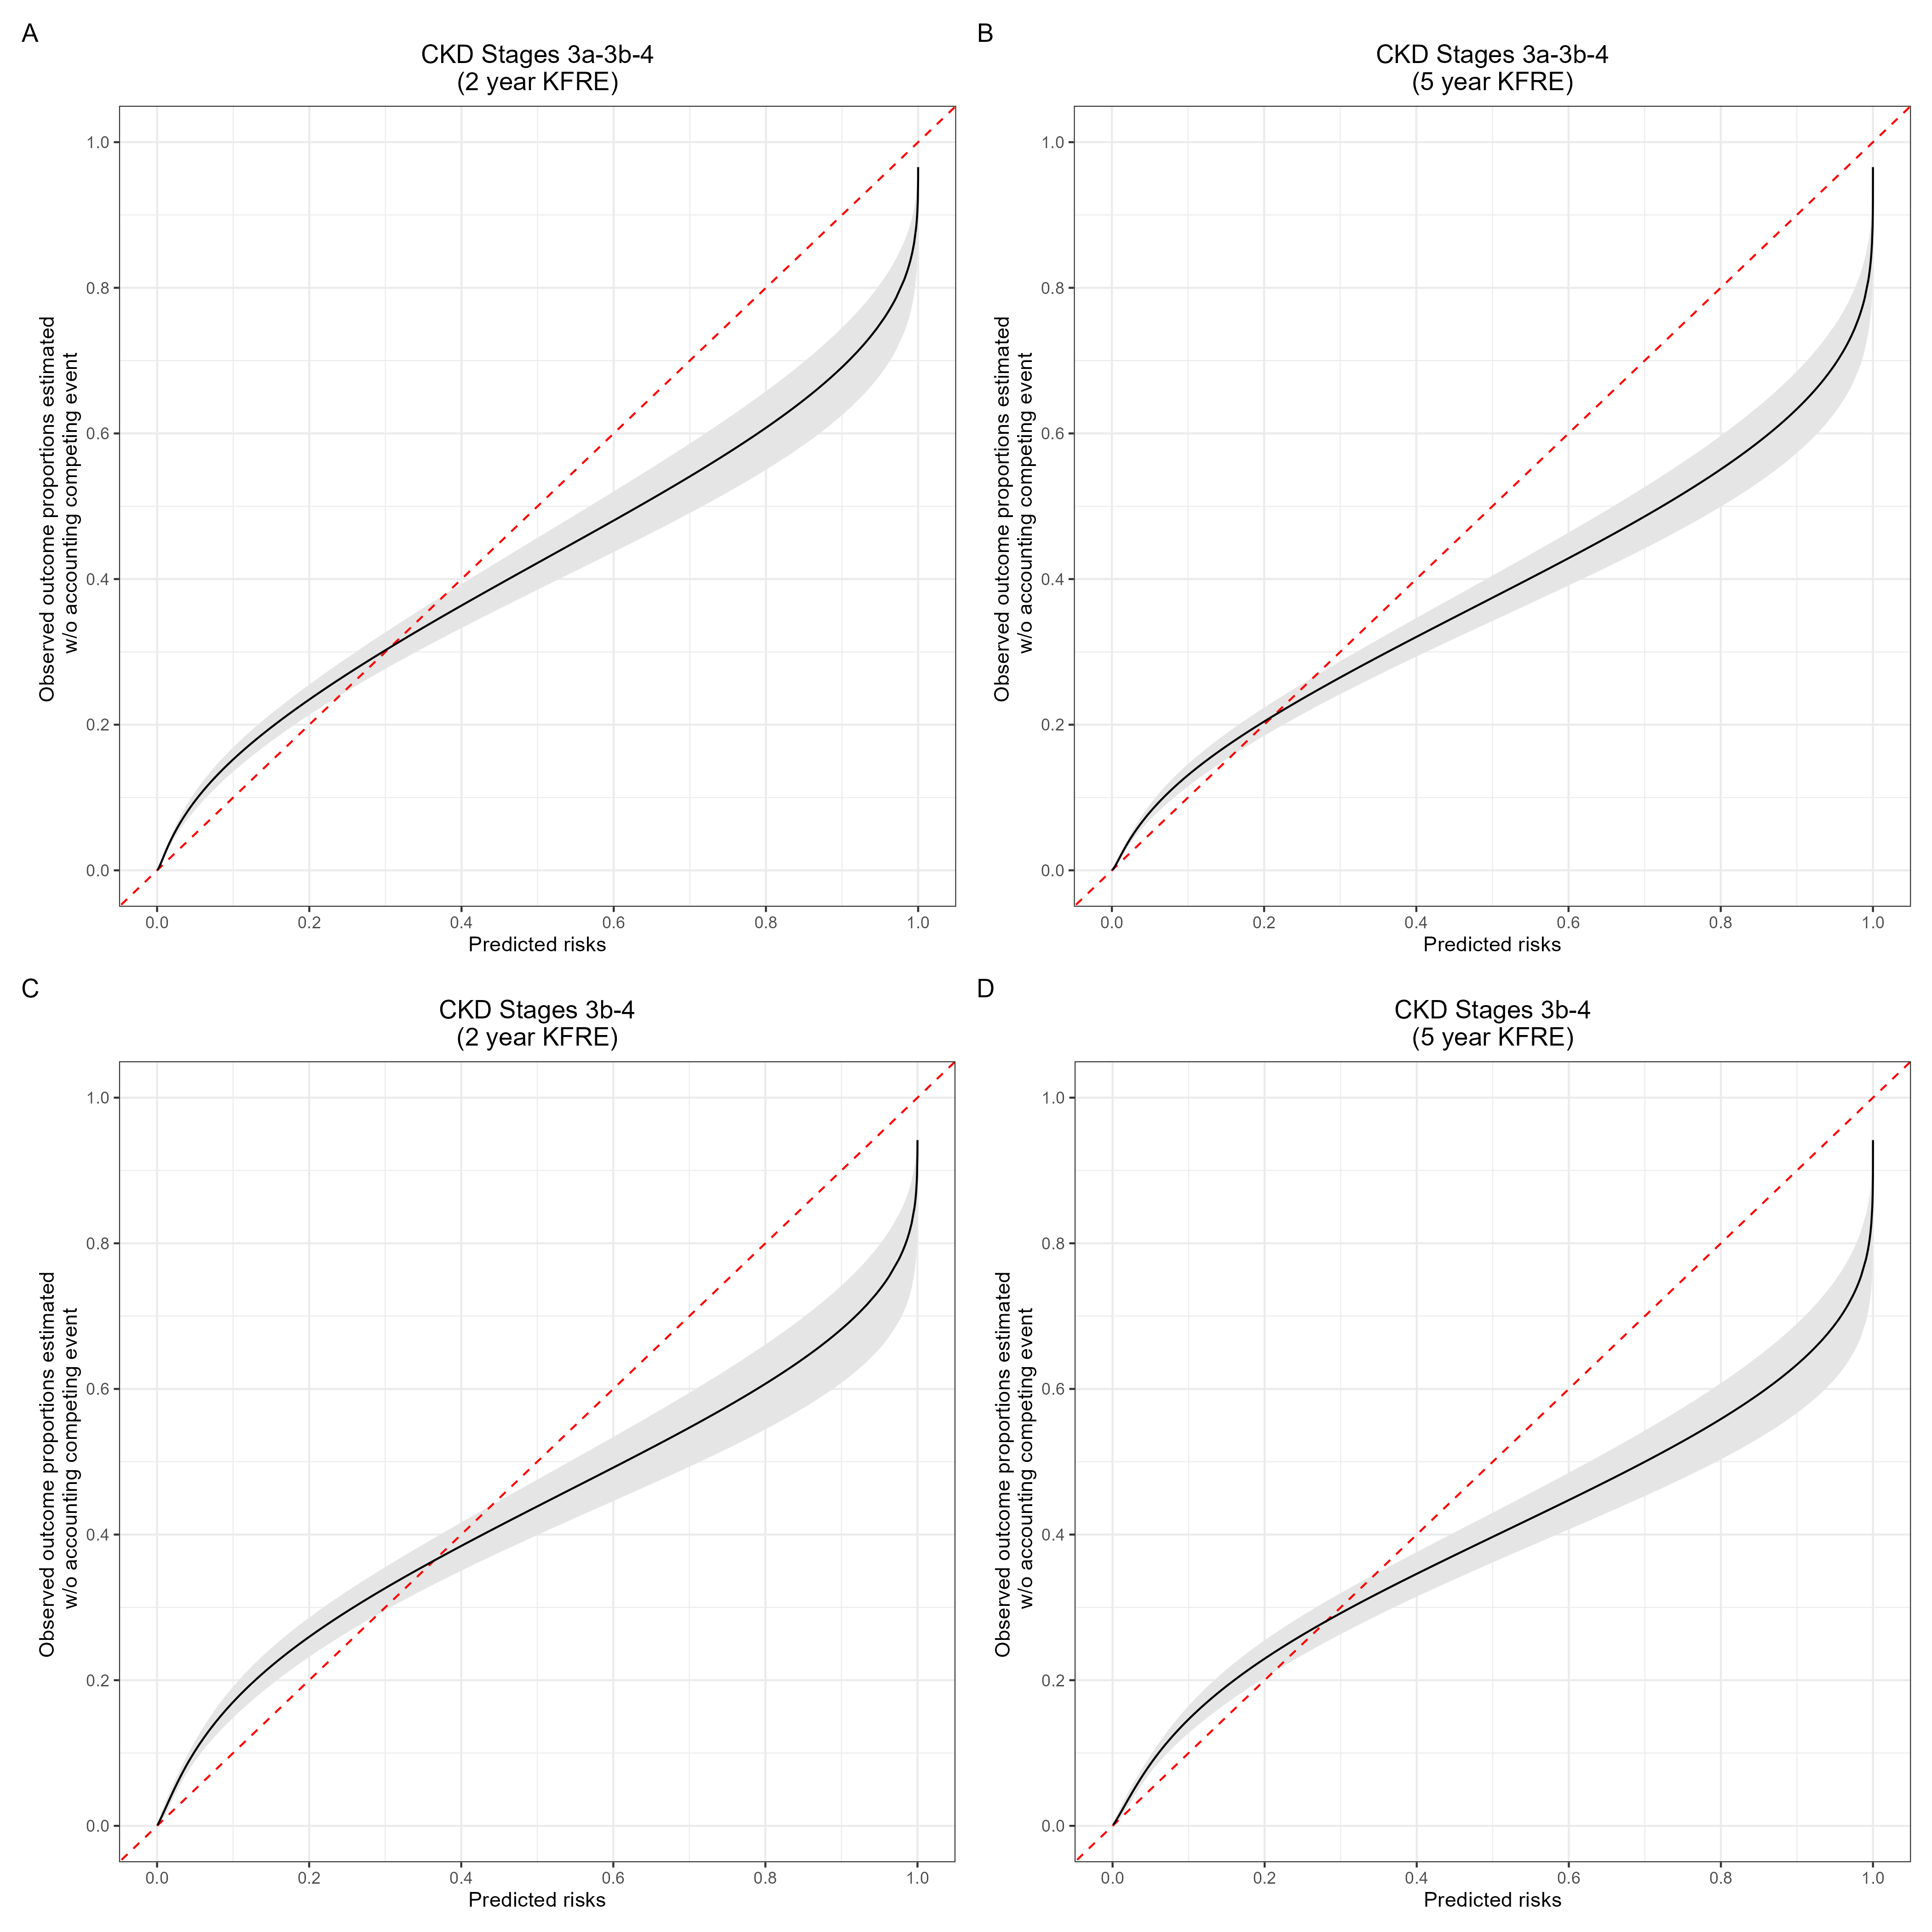 A
CKD Stages 3a-3b-4
(2 year KFRE)
Observed outcome proportions estimated
w/o accounting competing event
1.0
0.8
0.6
0.4
0.2
0.0
0.0 0.2 0.4 0.6 0.8 1.0
Predicted risks
B
CKD Stages 3a-3b-4
(5 year KFRE)
Observed outcome proportions estimated
w/o accounting competing event
1.0
0.8
0.6
0.4
0.2
0.0
0.0 0.2 0.4 0.6 0.8 1.0
Predicted risks
C
CKD Stages 3b-4
(2 year KFRE)
Observed outcome proportions estimated
w/o accounting competing event
1.0
0.8
0.6
0.4
0.2
0.0
0.0 0.2 0.4 0.6 0.8 1.0
Predicted risks
D
CKD Stages 3b-4
(5 year KFRE)
Observed outcome proportions estimated
w/o accounting competing event
1.0
0.8
0.6
0.4
0.2
0.0
0.0 0.2 0.4 0.6 0.8 1.0
Predicted risks